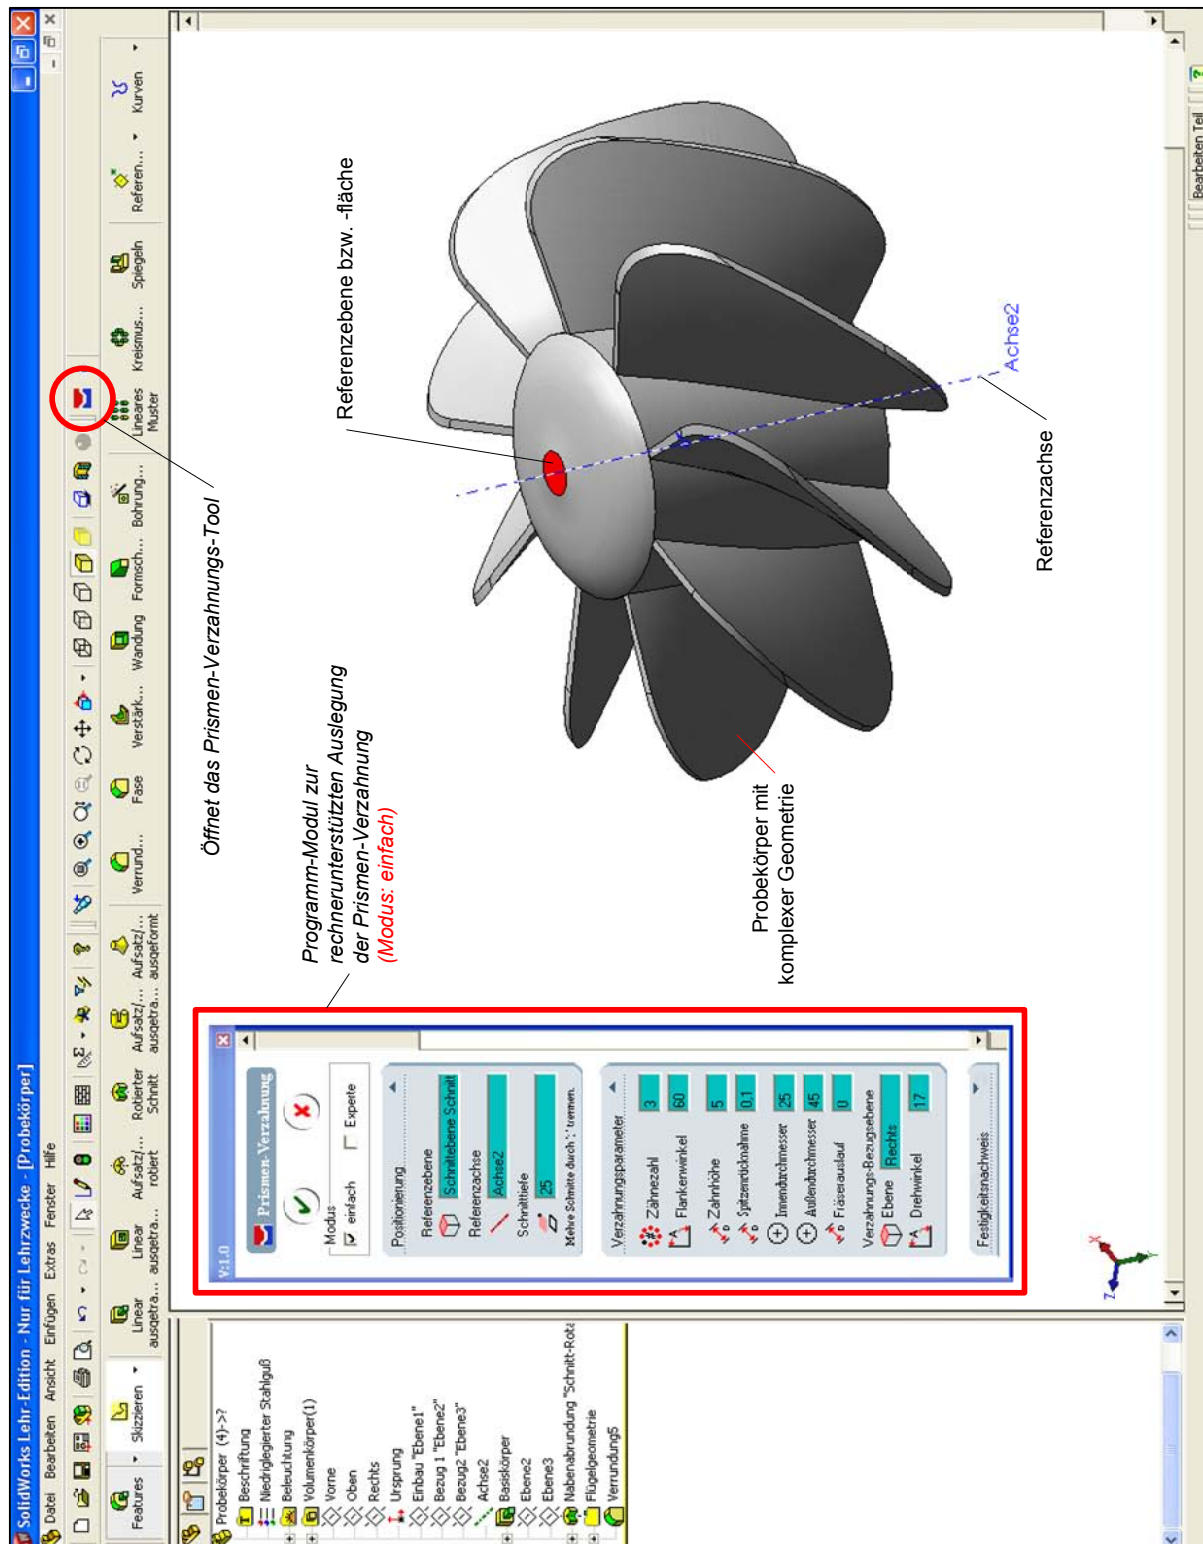 SolidWorks Lehr-Edition - Nur für Lehrzwecke - [Probekörper]
Datei Bearbeiten Ansicht Einfügen Extras Fenster Hilfe
Features
Skizzieren
Linear
ausgetra...
Linear
ausgetra...
Aufsatz/...
rotiert
Rotierter
Schnitt
Aufsatz/...
ausgetra...
Aufsatz/...
ausgeformt
Verrund...
Fase
Verstärk...
Wandung
Formsch...
Bohrung...
Lineares
Muster
Kreismus...
Spiegeln
Referen...
Kurven
Probekörper (4)->?
Beschriftung
Niedriglegierter Stahlguß
Beleuchtung
Volumenkörper(1)
Vorne
Oben
Rechts
Ursprung
Einbau "Ebene1"
Bezug 1 "Ebene2"
Bezug2 "Ebene3"
Achse2
Basiskörper
Ebene2
Ebene3
Nabenabrundung "Schnitt-Rota
Flügelgeometrie
Verrundung5
V:1.0
Prismen-Verzahnung
Modus
einfach
Experte
Positionierung
Referenzebene
Schnittebene Schnitt
Referenzachse
Achse2
Schnittiefe
25
Mehre Schnitte durch ';' trennen.
Verzahnungsparameter
Zähnezahl 3
Flankenwinkel 60
Zahnhöhe 5
Spitzenrücknahme 0,1
Innendurchmesser 25
Außendurchmesser 45
Fräserauslauf 0
Verzahnungs-Bezugsebene
Ebene Rechts
Drehwinkel 17
Festigkeitsnachweis
Programm-Modul zur
rechnerunterstützten Auslegung
der Prismen-Verzahnung
(Modus: einfach)
Öffnet das Prismen-Verzahnungs-Tool
Referenzebene bzw. -fläche
Probekörper mit
komplexer Geometrie
Referenzachse
Achse2
X
Y
Z
Bearbeiten Teil